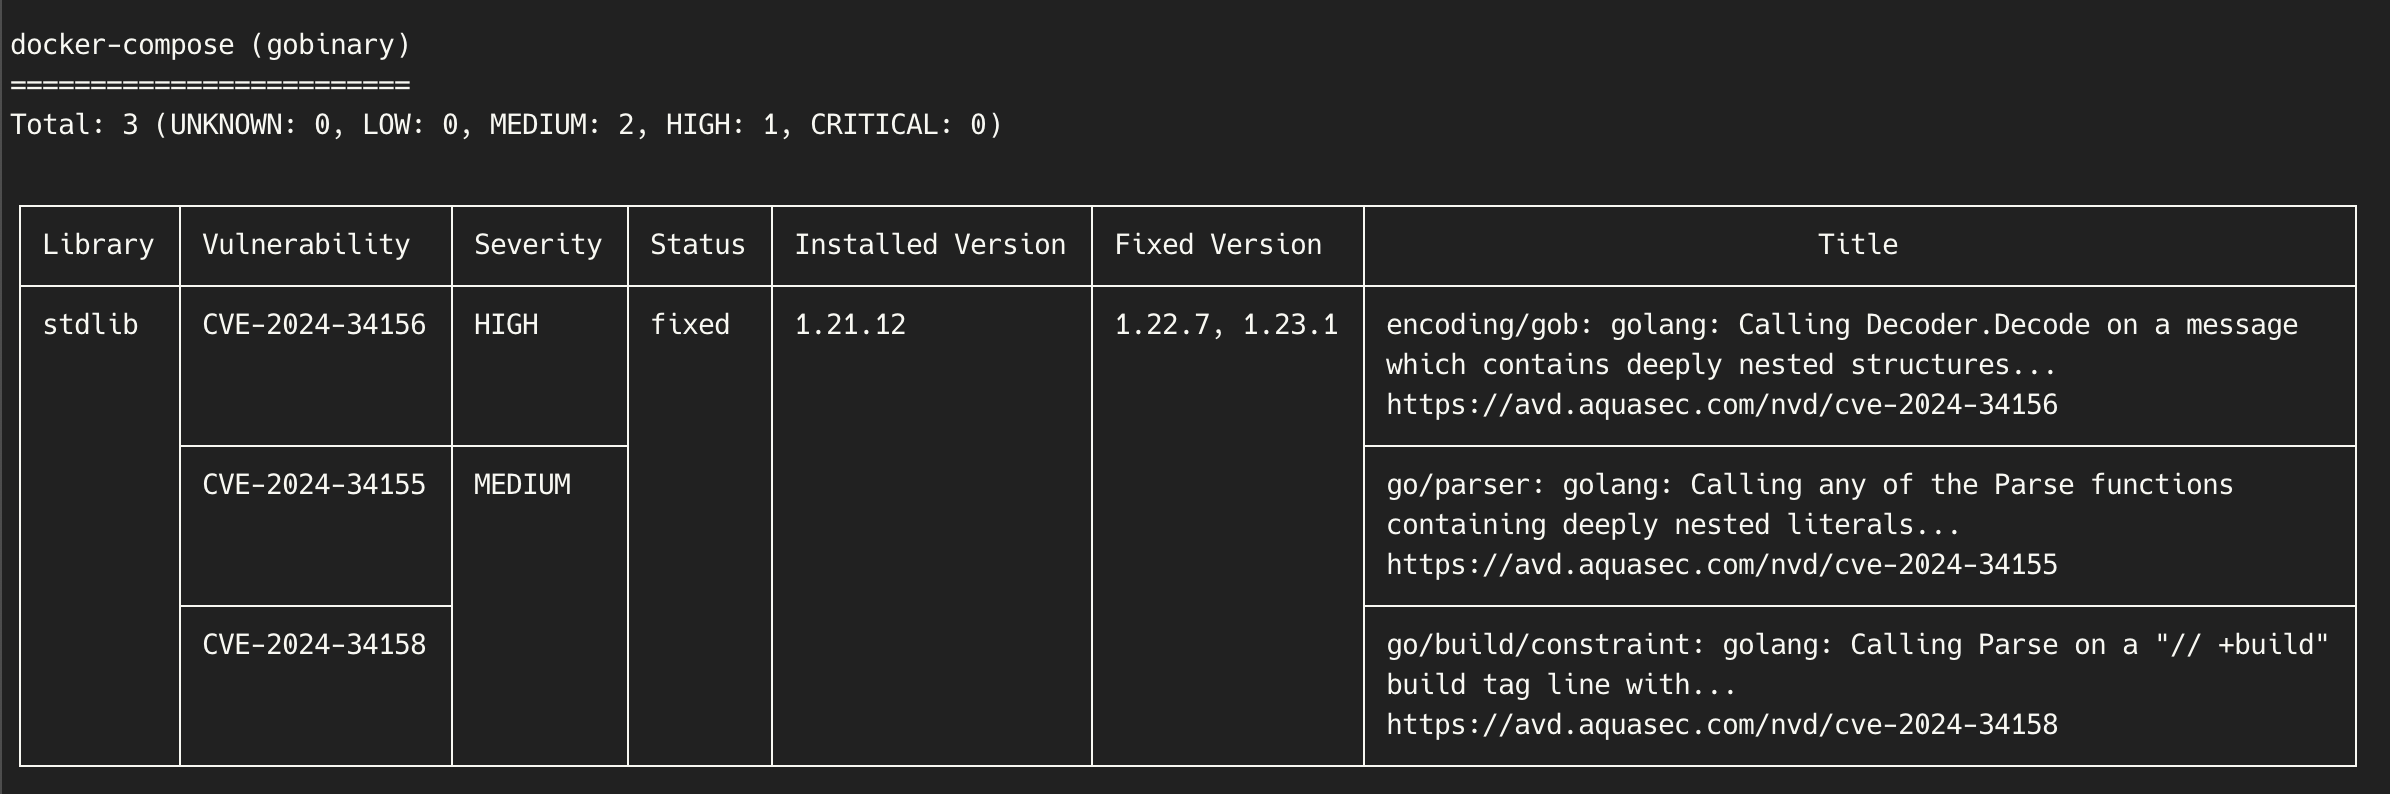 docker-compose (gobinary)
=========================
Total: 3 (UNKNOWN: 0, LOW: 0, MEDIUM: 2, HIGH: 1, CRITICAL: 0)
Library Vulnerability Severity Status Installed Version Fixed Version Title
stdlib CVE-2024-34156 HIGH fixed 1.21.12 1.22.7, 1.23.1 encoding/gob: golang: Calling Decoder.Decode on a message
which contains deeply nested structures...
https://avd.aquasec.com/nvd/cve-2024-34156
CVE-2024-34155 MEDIUM go/parser: golang: Calling any of the Parse functions
containing deeply nested literals...
https://avd.aquasec.com/nvd/cve-2024-34155
CVE-2024-34158 go/build/constraint: golang: Calling Parse on a "// +build"
build tag line with...
https://avd.aquasec.com/nvd/cve-2024-34158